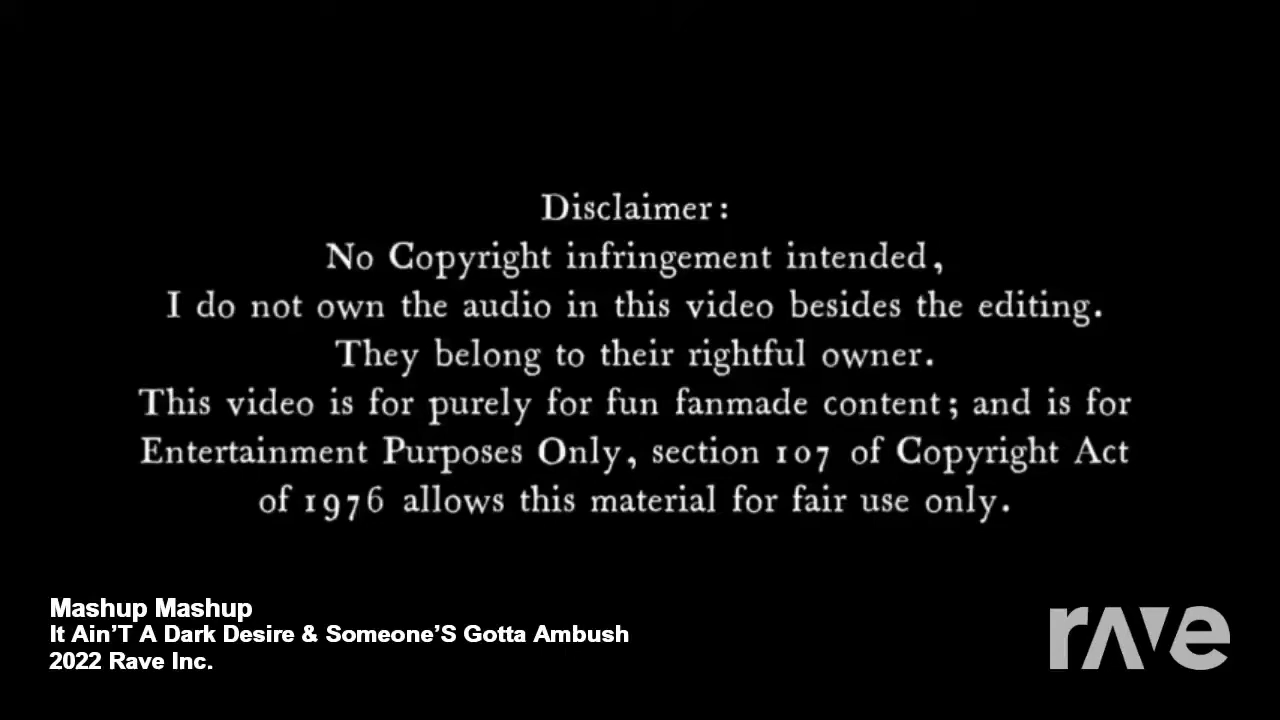 Disclaimer:
No Copyright infringement intended,
I do not own the audio in this video besides the editing.
They belong to their rightful owner.
This video is for purely for fun fanmade content; and is for
Entertainment Purposes Only, section 107 of Copyright Act
of 1976 allows this material for fair use only.
Mashup Mashup
It Ain'T A Dark Desire & Someone'S Gotta Ambush
2022 Rave Inc.
rave